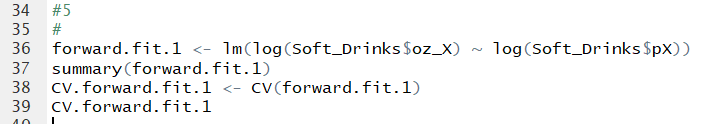 34 #5
35 #
36 forward.fit.1 <- lm(log(Soft_Drinks$oz_X) ~ log(Soft_Drinks$pX))
37 summary(forward.fit.1)
38 CV.forward.fit.1 <- CV(forward.fit.1)
39 CV.forward.fit.1
40